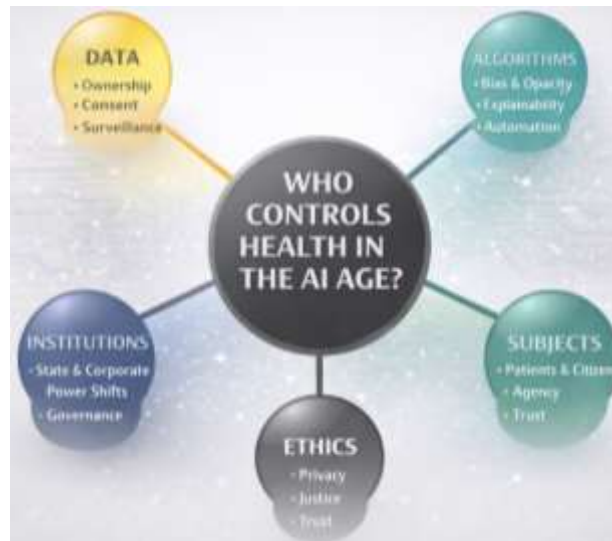 DATA
• Ownership
• Consent
• Surveillance
ALGORITHMS
• Bias & Opacity
• Explainability
• Automation
WHO
CONTROLS
HEALTH IN
THE AI AGE?
INSTITUTIONS
• State & Corporate
Power Shifts
• Governance
SUBJECTS
• Patients & Citizen
• Agency
• Trust
ETHICS
• Privacy
• Justice
• Trust